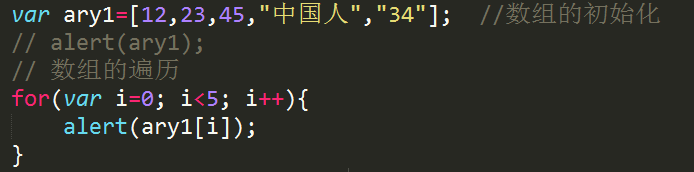 var ary1=[12,23,45,"中国人","34"];  //数组的初始化
// alert(ary1);
// 数组的遍历
for(var i=0; i<5; i++){
    alert(ary1[i]);
}